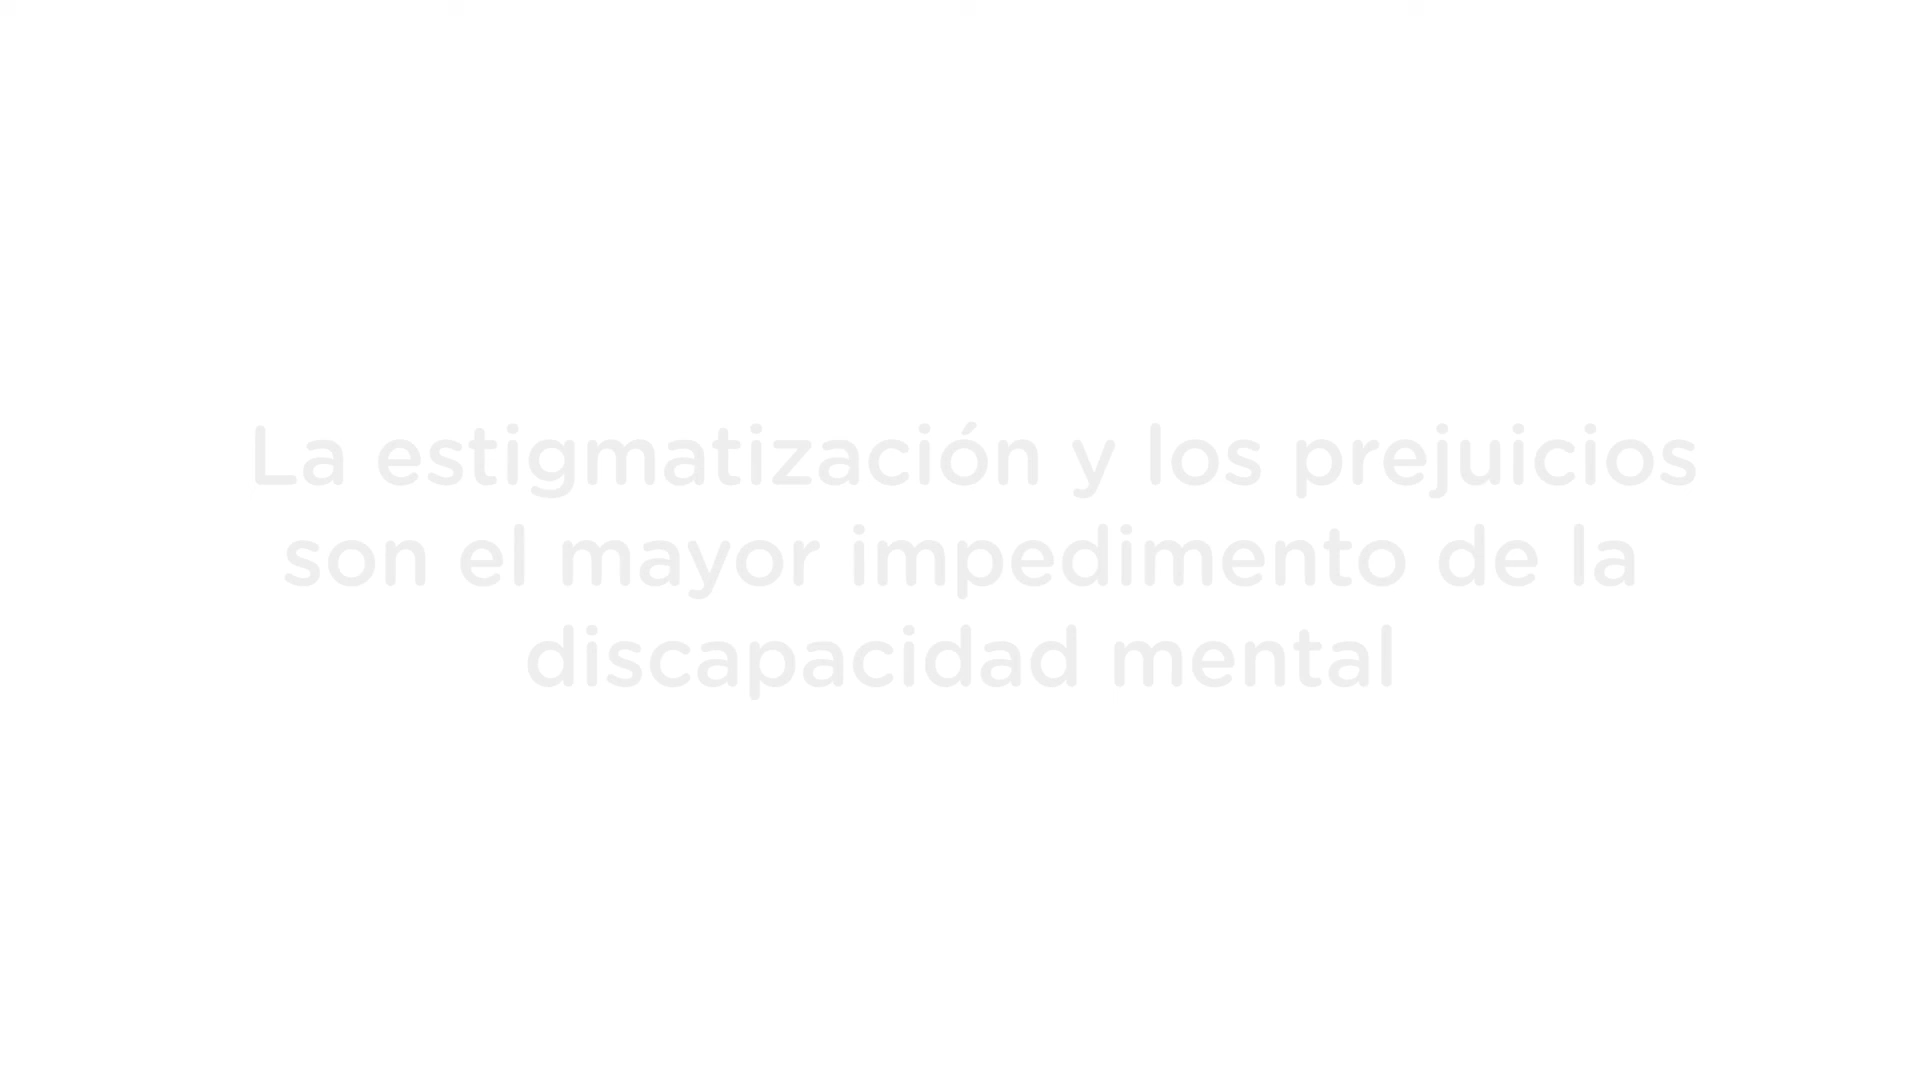 La estigmatización y los prejuicios
son el mayor impedimento de la
discapacidad mental